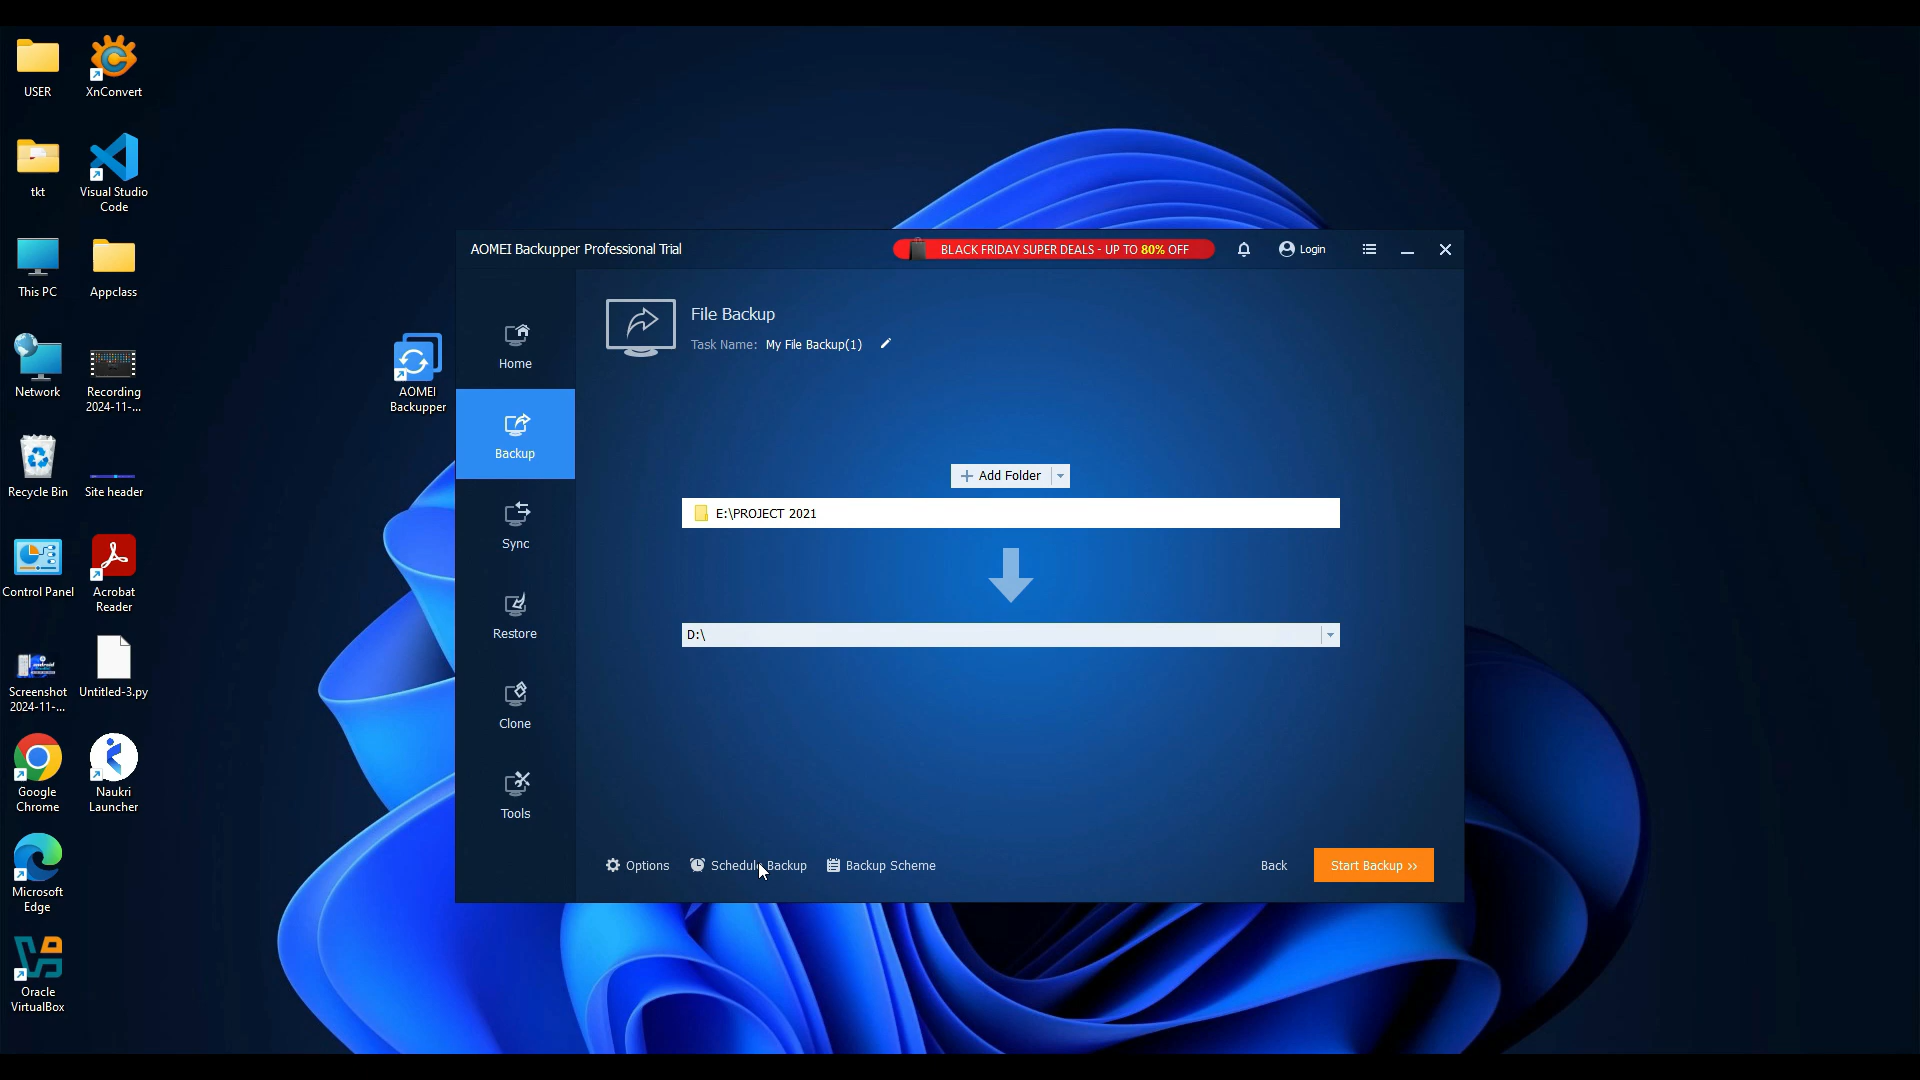 USER
XnConvert
tkt
Visual Studio
Code
This PC
Appclass
Network
Recording
2024-11-...
Recycle Bin
Site header
Control Panel
Acrobat
Reader
Screenshot
2024-11-...
Untitled-3.py
Google
Chrome
Naukri
Launcher
Microsoft
Edge
Oracle
VirtualBox
AOMEI
Backupper
AOMEI Backupper Professional Trial
BLACK FRIDAY SUPER DEALS - UP TO 80% OFF
Login
Home
Backup
Sync
Restore
Clone
Tools
File Backup
Task Name: My File Backup(1)
Add Folder
E:\PROJECT 2021
D:\
Options
Schedule Backup
Backup Scheme
Back
Start Backup >>